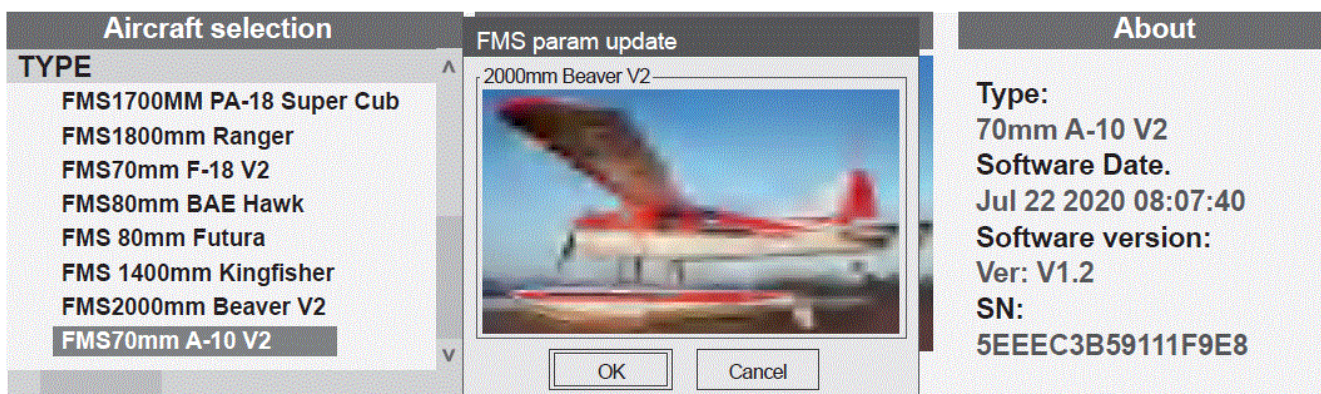 Aircraft selection
TYPE
FMS1700MM PA-18 Super Cub
FMS1800mm Ranger
FMS70mm F-18 V2
FMS80mm BAE Hawk
FMS 80mm Futura
FMS 1400mm Kingfisher
FMS2000mm Beaver V2
FMS70mm A-10 V2
FMS param update
2000mm Beaver V2
OK
Cancel
About
Type:
70mm A-10 V2
Software Date.
Jul 22 2020 08:07:40
Software version:
Ver: V1.2
SN:
5EEEC3B59111F9E8